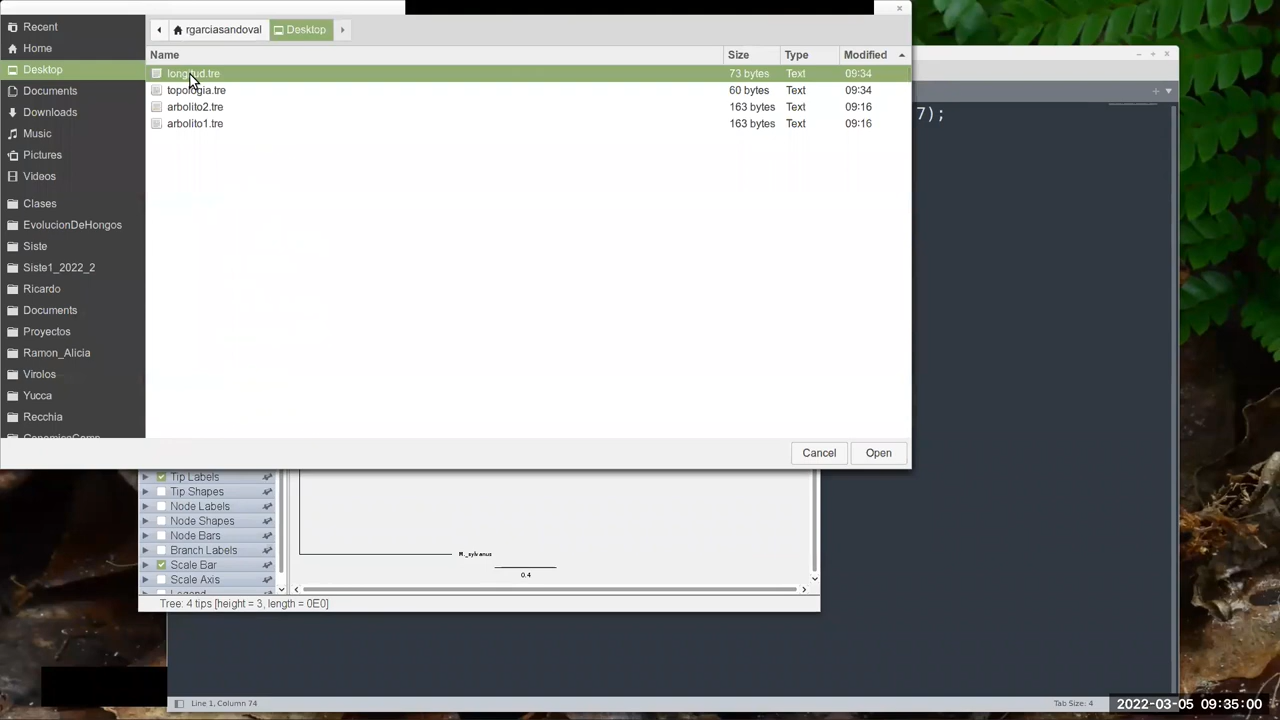 Recent
Home
Desktop
Documents
Downloads
Music
Pictures
Videos
Clases
EvolucionDeHongos
Siste
Siste1_2022_2
Ricardo
Documents
Proyectos
Ramon_Alicia
Virolos
Yucca
Recchia
rgarciasandoval Desktop
Name Size Type Modified
longitud.tre 73 bytes Text 09:34
topologia.tre 60 bytes Text 09:34
arbolito2.tre 163 bytes Text 09:16
arbolito1.tre 163 bytes Text 09:16
Cancel Open
7);
Tip Labels
Tip Shapes
Node Labels
Node Shapes
Node Bars
Branch Labels
Scale Bar
Scale Axis
M._sylvanus
0.4
Tree: 4 tips [height = 3, length = 0E0]
Line 1, Column 74
Tab Size: 4
2022-03-05 09:35:00